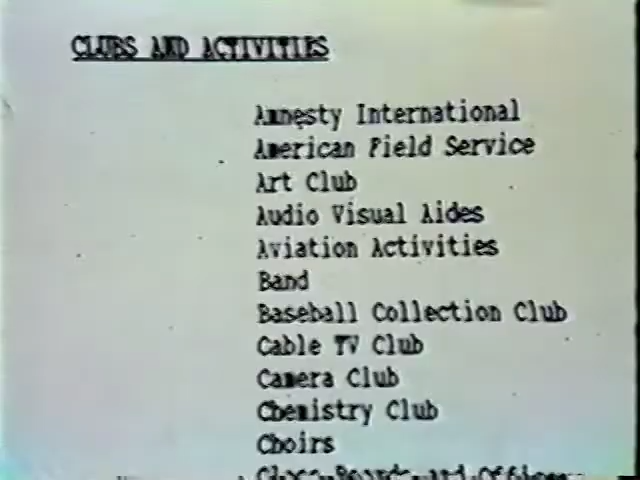 CLUBS AND ACTIVITIES
Amnesty International
American Field Service
Art Club
Audio Visual Aides
Aviation Activities
Band
Baseball Collection Club
Cable TV Club
Camera Club
Chemistry Club
Choirs